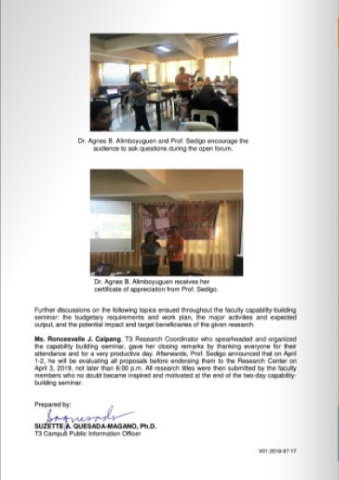 Dr. Agnes B. Alimboyuguen and Prof. Sedigo encourage the
audience to ask questions during the open forum.
Dr. Agnes B. Alimboyuguen receives her
certificate of appreciation from Prof. Sedigo.
Further discussions on the following topics ensued throughout the faculty capability-building
seminar: the budgetary requirements and work plan, the major activities and expected
output, and the potential impact and target beneficiaries of the given research.
Ms. Roncesvalle J. Caipang, T3 Research Coordinator who spearheaded and organized
the capability building seminar, gave her closing remarks by thanking everyone for their
attendance and for a very productive day. Afterwards, Prof. Sedigo announced that on April
1-2, he will be evaluating all proposals before endorsing them to the Research Center on
April 3, 2019, not later than 6:00 p.m. All research titles were then submitted by the faculty
members who no doubt became inspired and motivated at the end of the two-day capability-
building seminar.
Prepared by:
SUZETTE A. QUESADA-MAGANO, Ph.D.
T3 Campus Public Information Officer
V01-2018-07-17